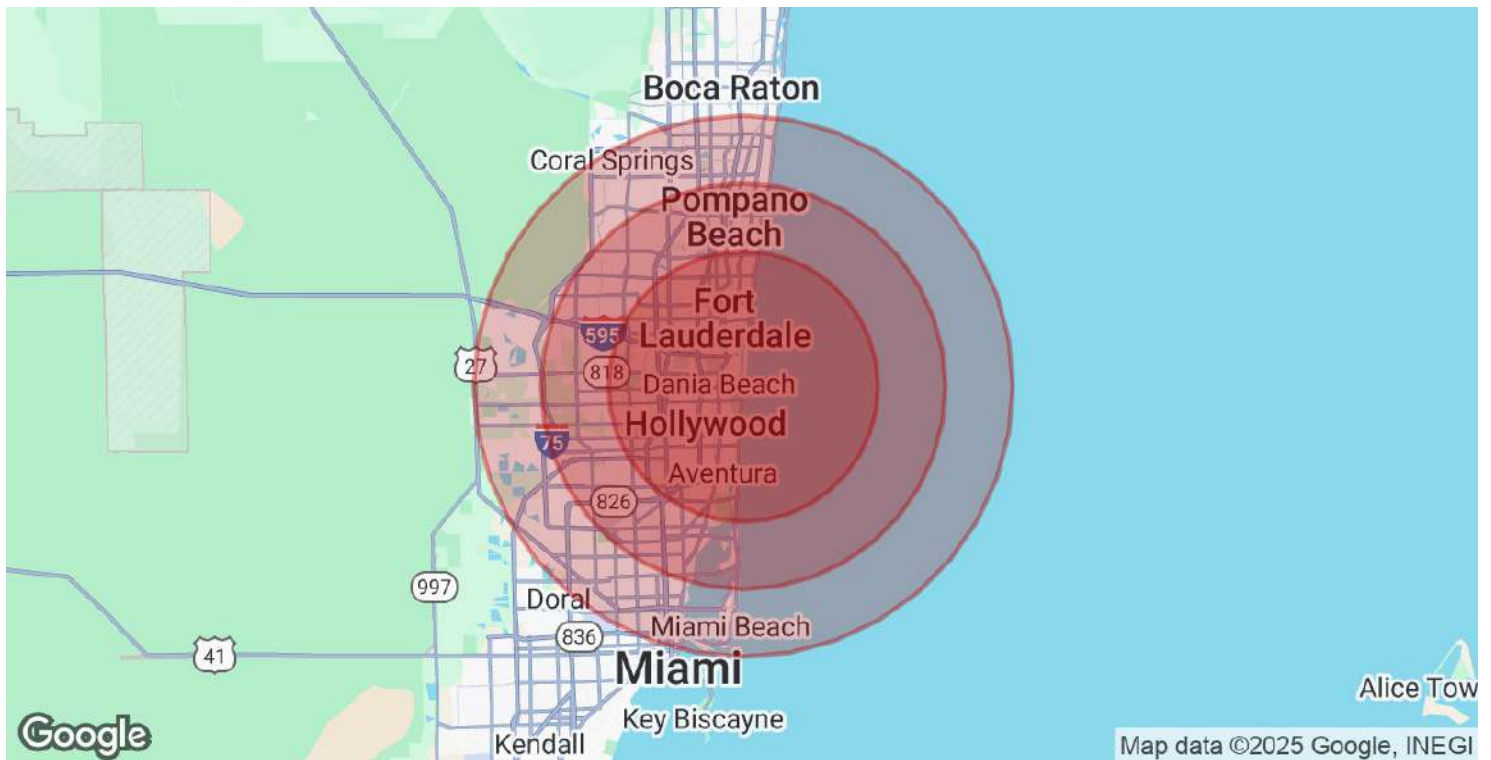 Boca Raton
Coral Springs
Pompano
Beach
Fort
Lauderdale
595
27
818
Dania Beach
Hollywood
75
Aventura
826
997
Doral
836
Miami Beach
41
Miami
Alice Tow
Key Biscayne
Google
Kendall
Map data ©2025 Google, INEGI